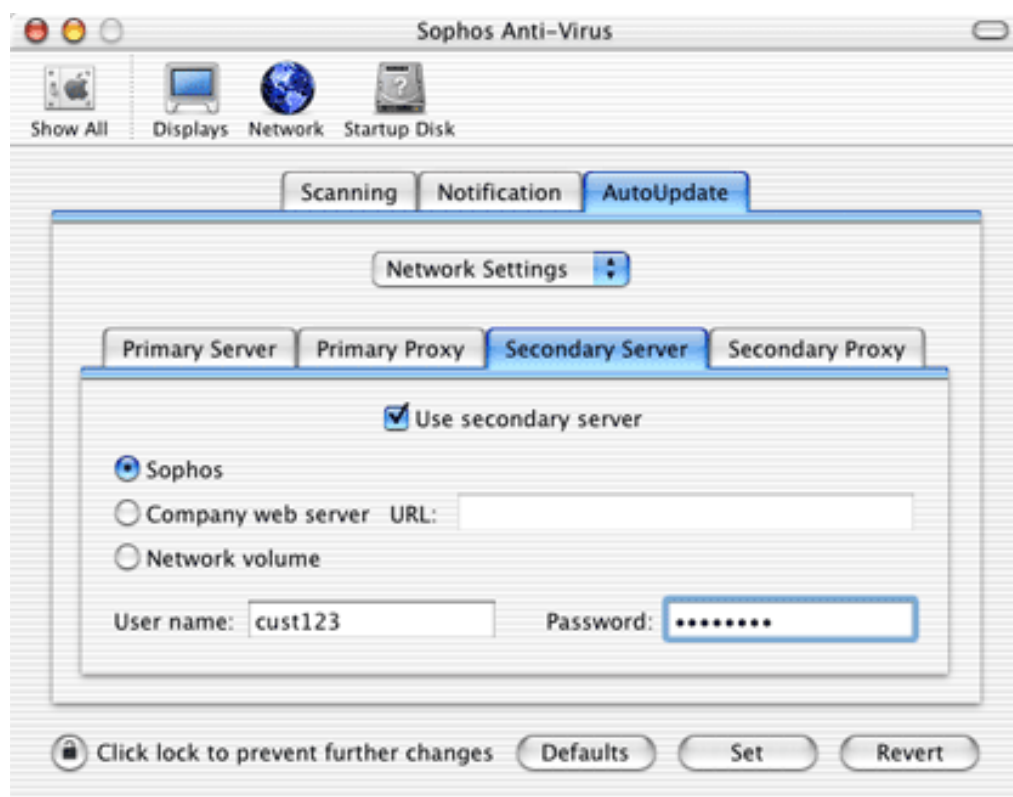 Sophos Anti-Virus
Show All Displays Network Startup Disk
Scanning Notification AutoUpdate
Network Settings
Primary Server Primary Proxy Secondary Server Secondary Proxy
Use secondary server
Sophos
Company web server URL:
Network volume
User name: cust123 Password: ••••••••
Click lock to prevent further changes Defaults Set Revert